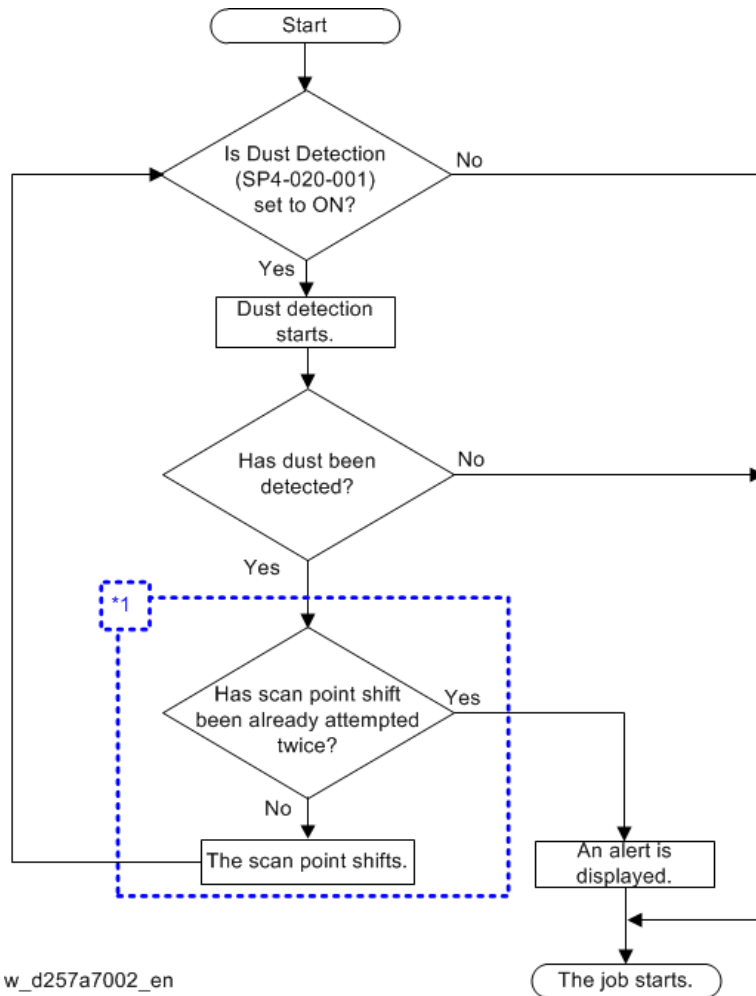 Start
Is Dust Detection
(SP4-020-001)
set to ON?
No
Yes
Dust detection
starts.
Has dust been
detected?
No
Yes
*1
Has scan point shift
been already attempted
twice?
Yes
No
The scan point shifts.
An alert is
displayed.
The job starts.
w_d257a7002_en